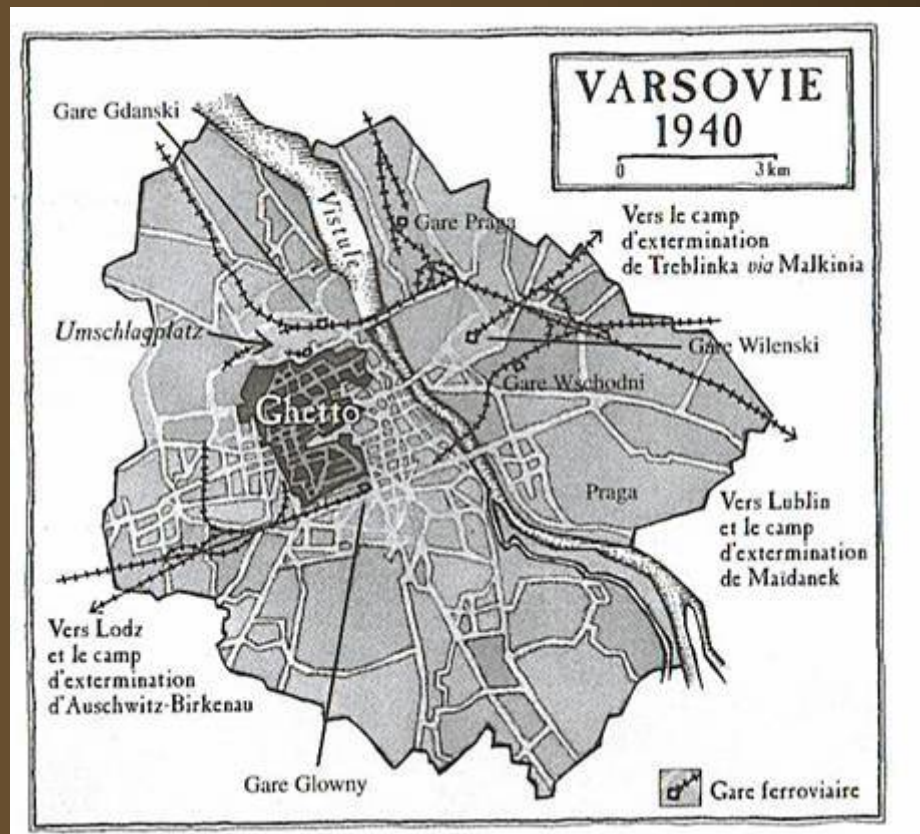 VARSOVIE
1940
0 3 km
Gare Gdanski
Vistule
Gare Praga
Vers le camp
d'extermination
de Treblinka via Malkinia
Umschlagplatz
Gare Wilenski
Gare Wschodni
Ghetto
Praga
Vers Lublin
et le camp
d'extermination
de Maïdanek
Vers Lodz
et le camp
d'extermination
d'Auschwitz-Birkenau
Gare Glowny
Gare ferroviaire